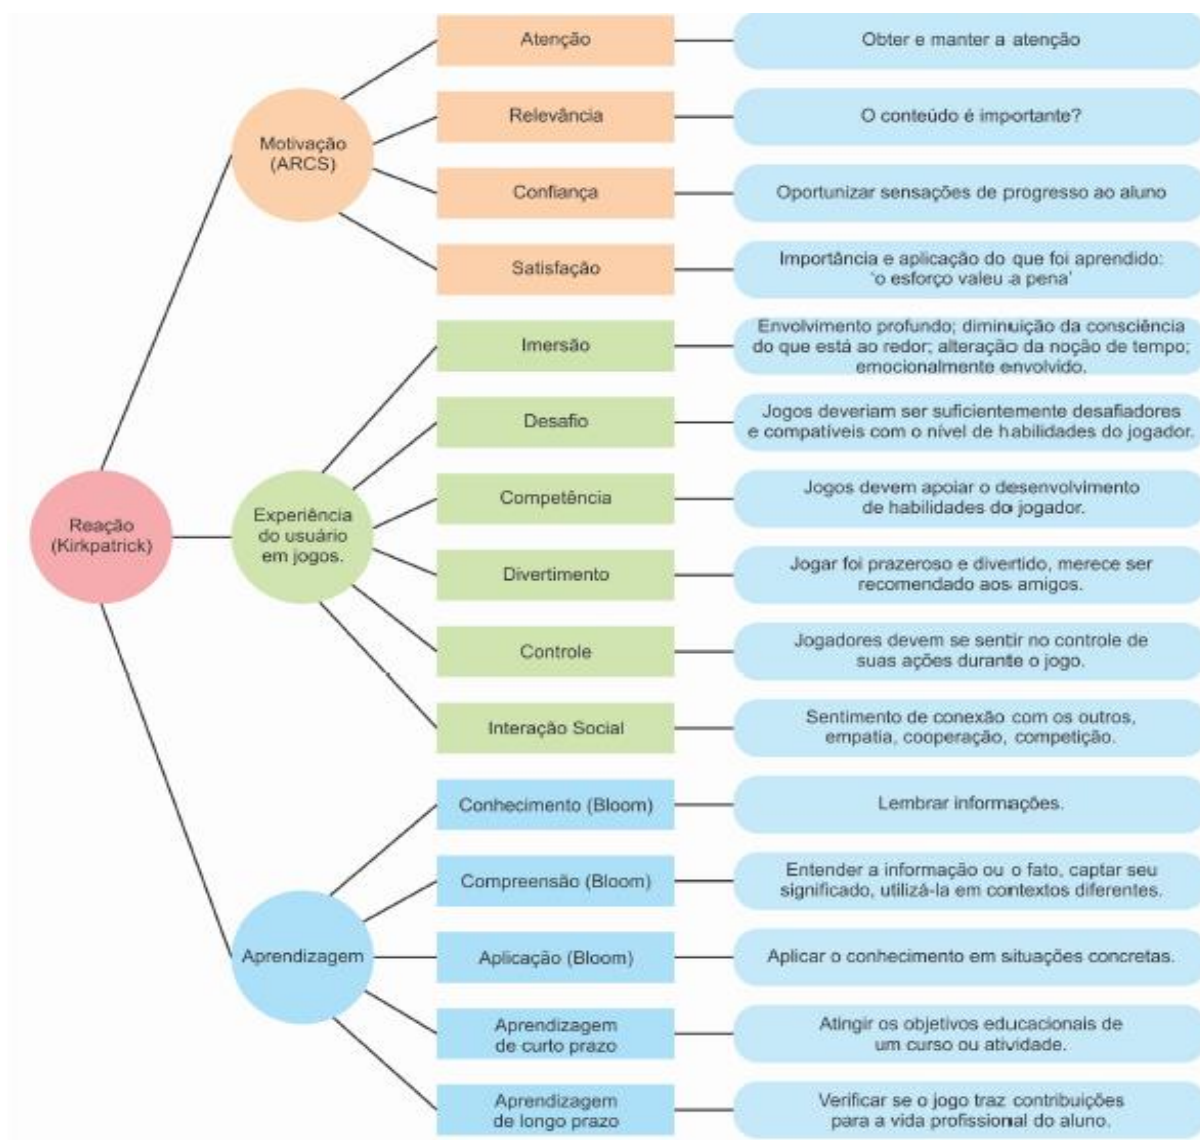 Atenção
Obter e manter a atenção
Relevância
O conteúdo é importante?
Motivação
(ARCS)
Confiança
Oportunizar sensações de progresso ao aluno
Satisfação
Importância e aplicação do que foi aprendido:
'o esforço valeu a pena'
Imersão
Envolvimento profundo; diminuição da consciência
do que está ao redor; alteração da noção de tempo;
emocionalmente envolvido.
Desafio
Jogos deveriam ser suficientemente desafiadores
e compatíveis com o nível de habilidades do jogador.
Competência
Jogos devem apoiar o desenvolvimento
de habilidades do jogador.
Reação
(Kirkpatrick)
Experiência
do usuário
em jogos.
Divertimento
Jogar foi prazeroso e divertido, merece ser
recomendado aos amigos.
Controle
Jogadores devem se sentir no controle de
suas ações durante o jogo.
Interação Social
Sentimento de conexão com os outros,
empatia, cooperação, competição.
Conhecimento (Bloom)
Lembrar informações.
Compreensão (Bloom)
Entender a informação ou o fato, captar seu
significado, utilizá-la em contextos diferentes.
Aprendizagem
Aplicação (Bloom)
Aplicar o conhecimento em situações concretas.
Aprendizagem
de curto prazo
Atingir os objetivos educacionais de
um curso ou atividade.
Aprendizagem
de longo prazo
Verificar se o jogo traz contribuições
para a vida profissional do aluno.